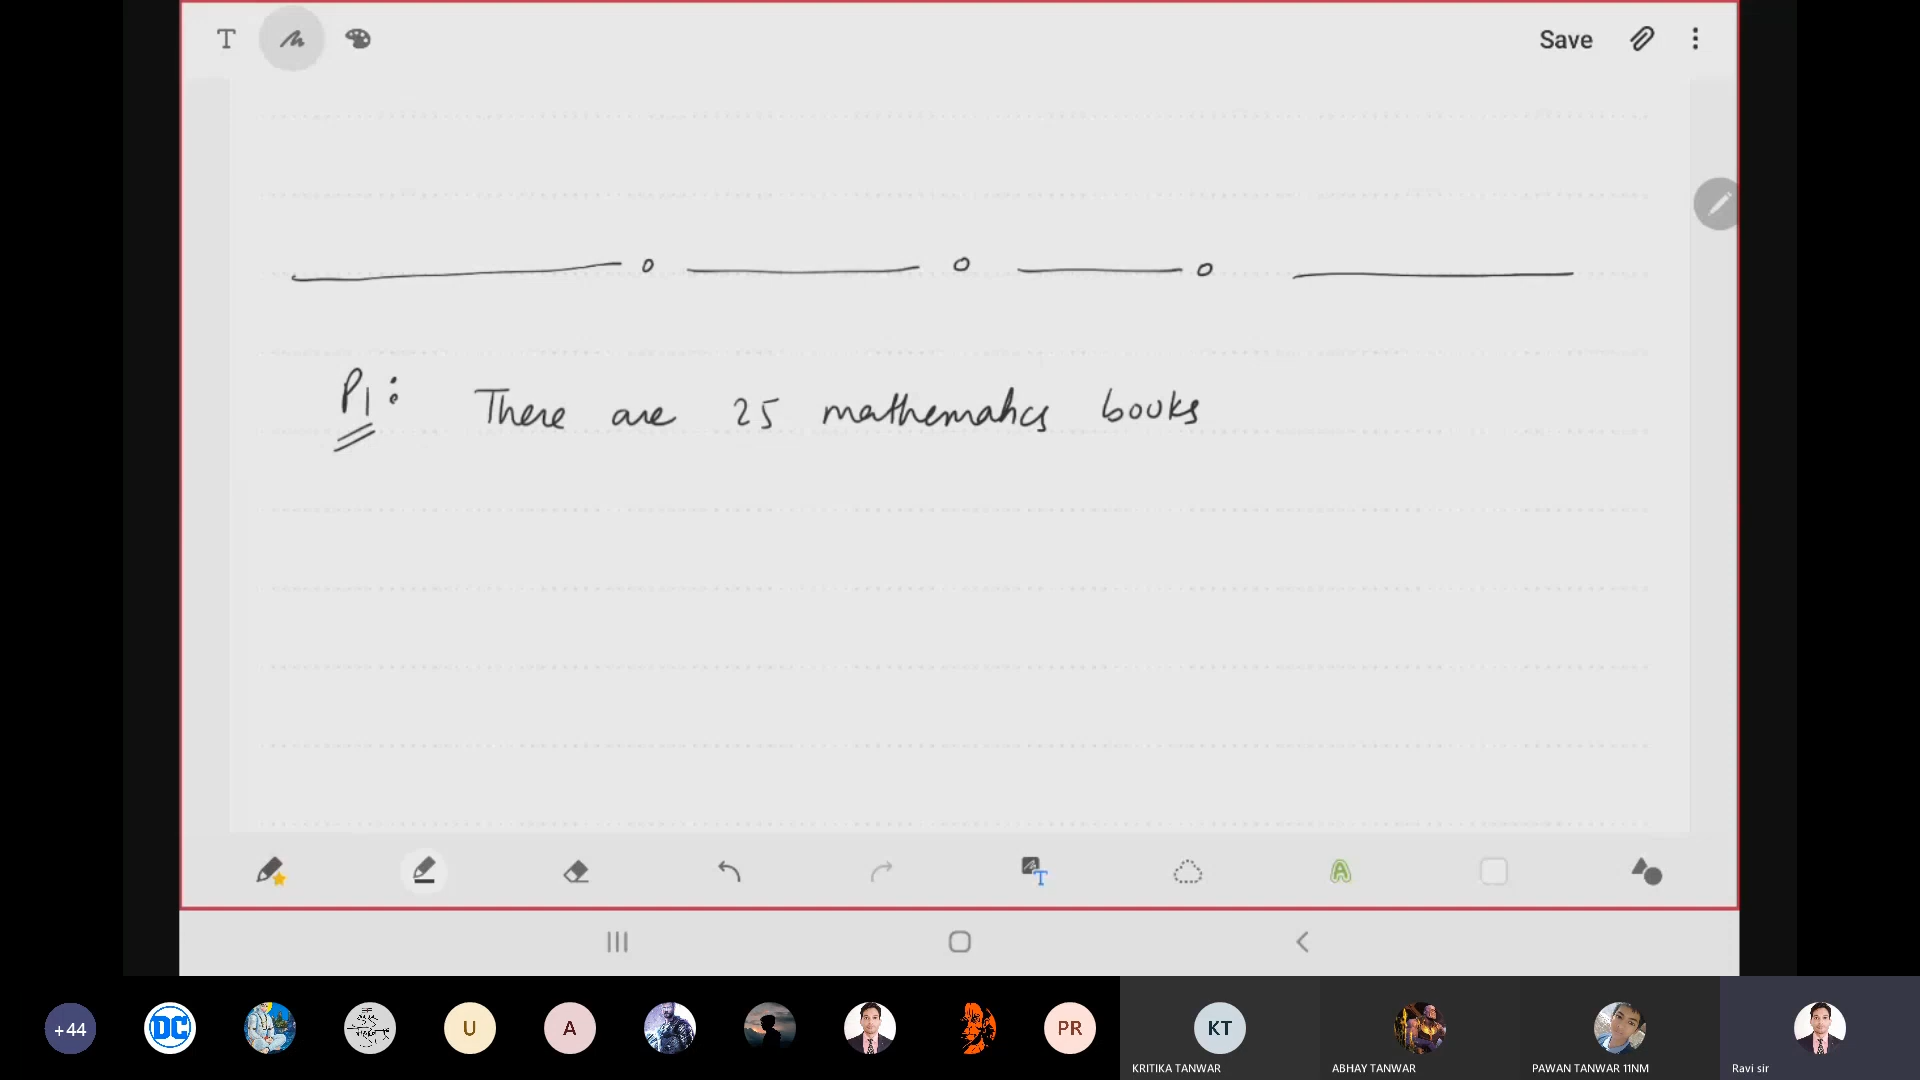 T Save
P1: There are 25 mathematics books
T A
+44 DC U A PR KT
KRITIKA TANWAR ABHAY TANWAR PAWAN TANWAR 11NM Ravi sir